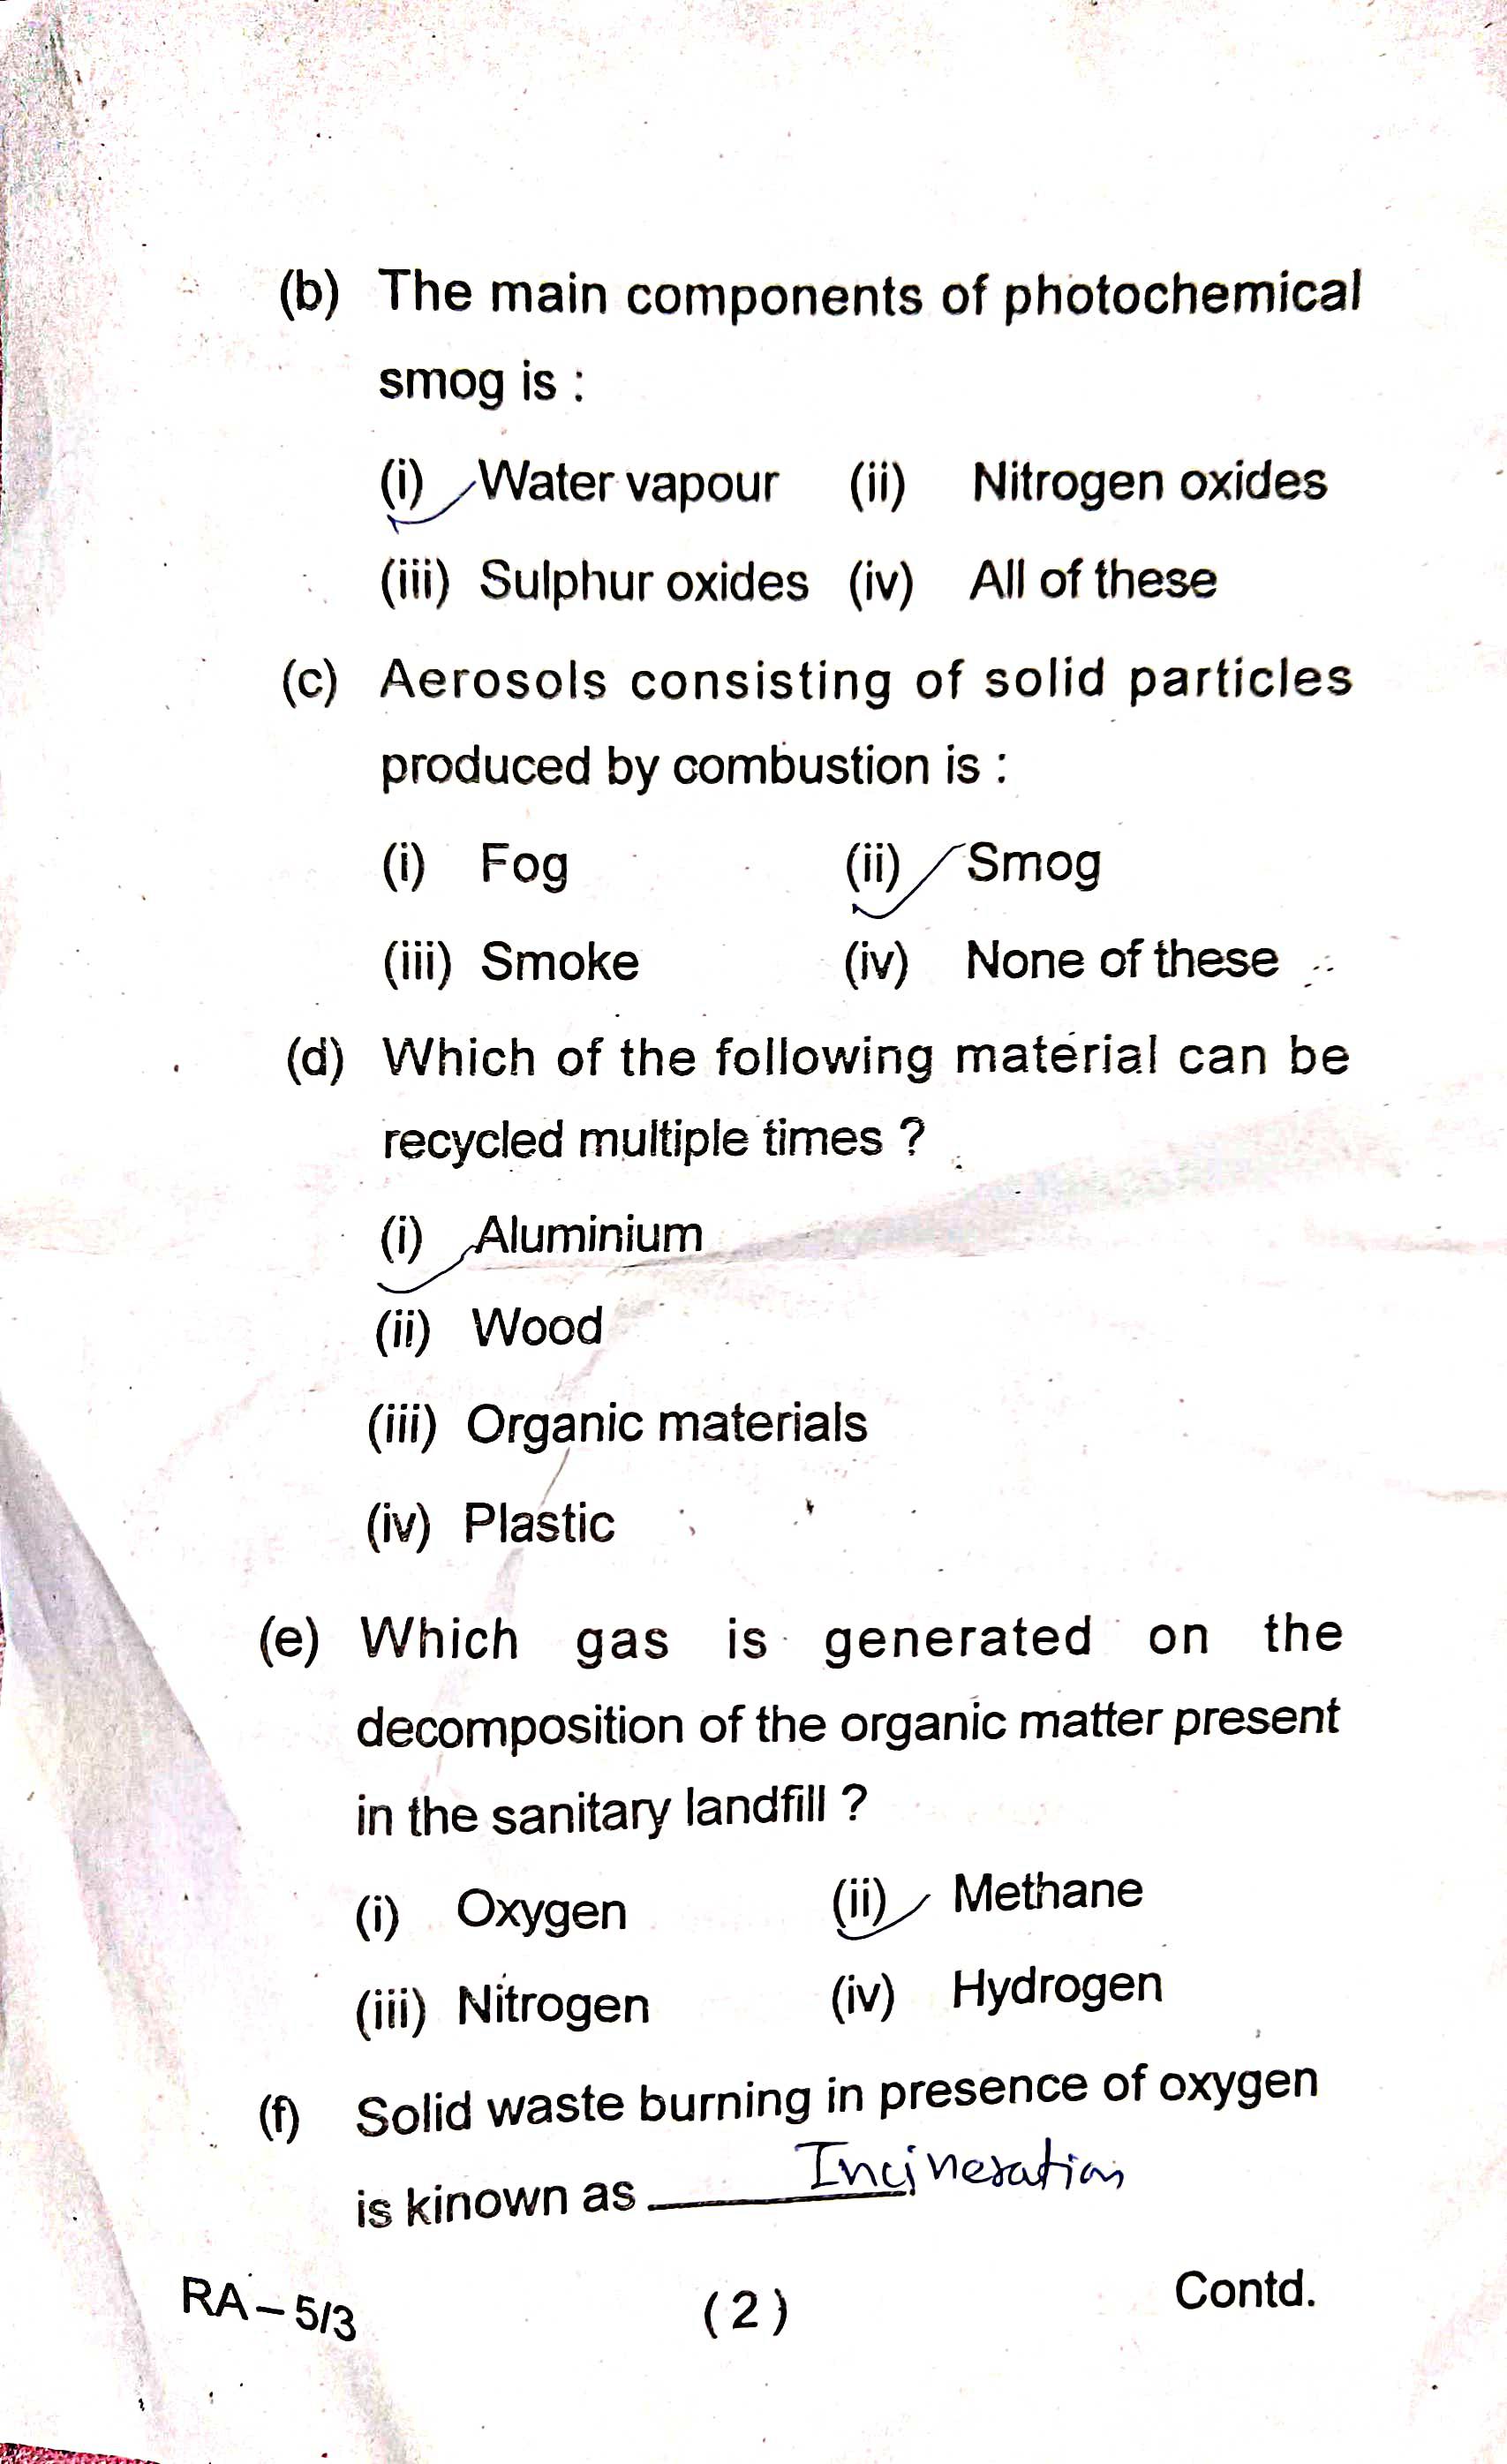 (b) The main components of photochemical
smog is :
(i) Water vapour (ii) Nitrogen oxides
(iii) Sulphur oxides (iv) All of these
(c) Aerosols consisting of solid particles
produced by combustion is :
(i) Fog (ii) Smog
(iii) Smoke (iv) None of these
(d) Which of the following material can be
recycled multiple times ?
(i) Aluminium
(ii) Wood
(iii) Organic materials
(iv) Plastic
(e) Which gas is generated on the
decomposition of the organic matter present
in the sanitary landfill ?
(i) Oxygen (ii) Methane
(iii) Nitrogen (iv) Hydrogen
(f) Solid waste burning in presence of oxygen
is kinown as ______ Incineration
RA – 5/3 (2) Contd.